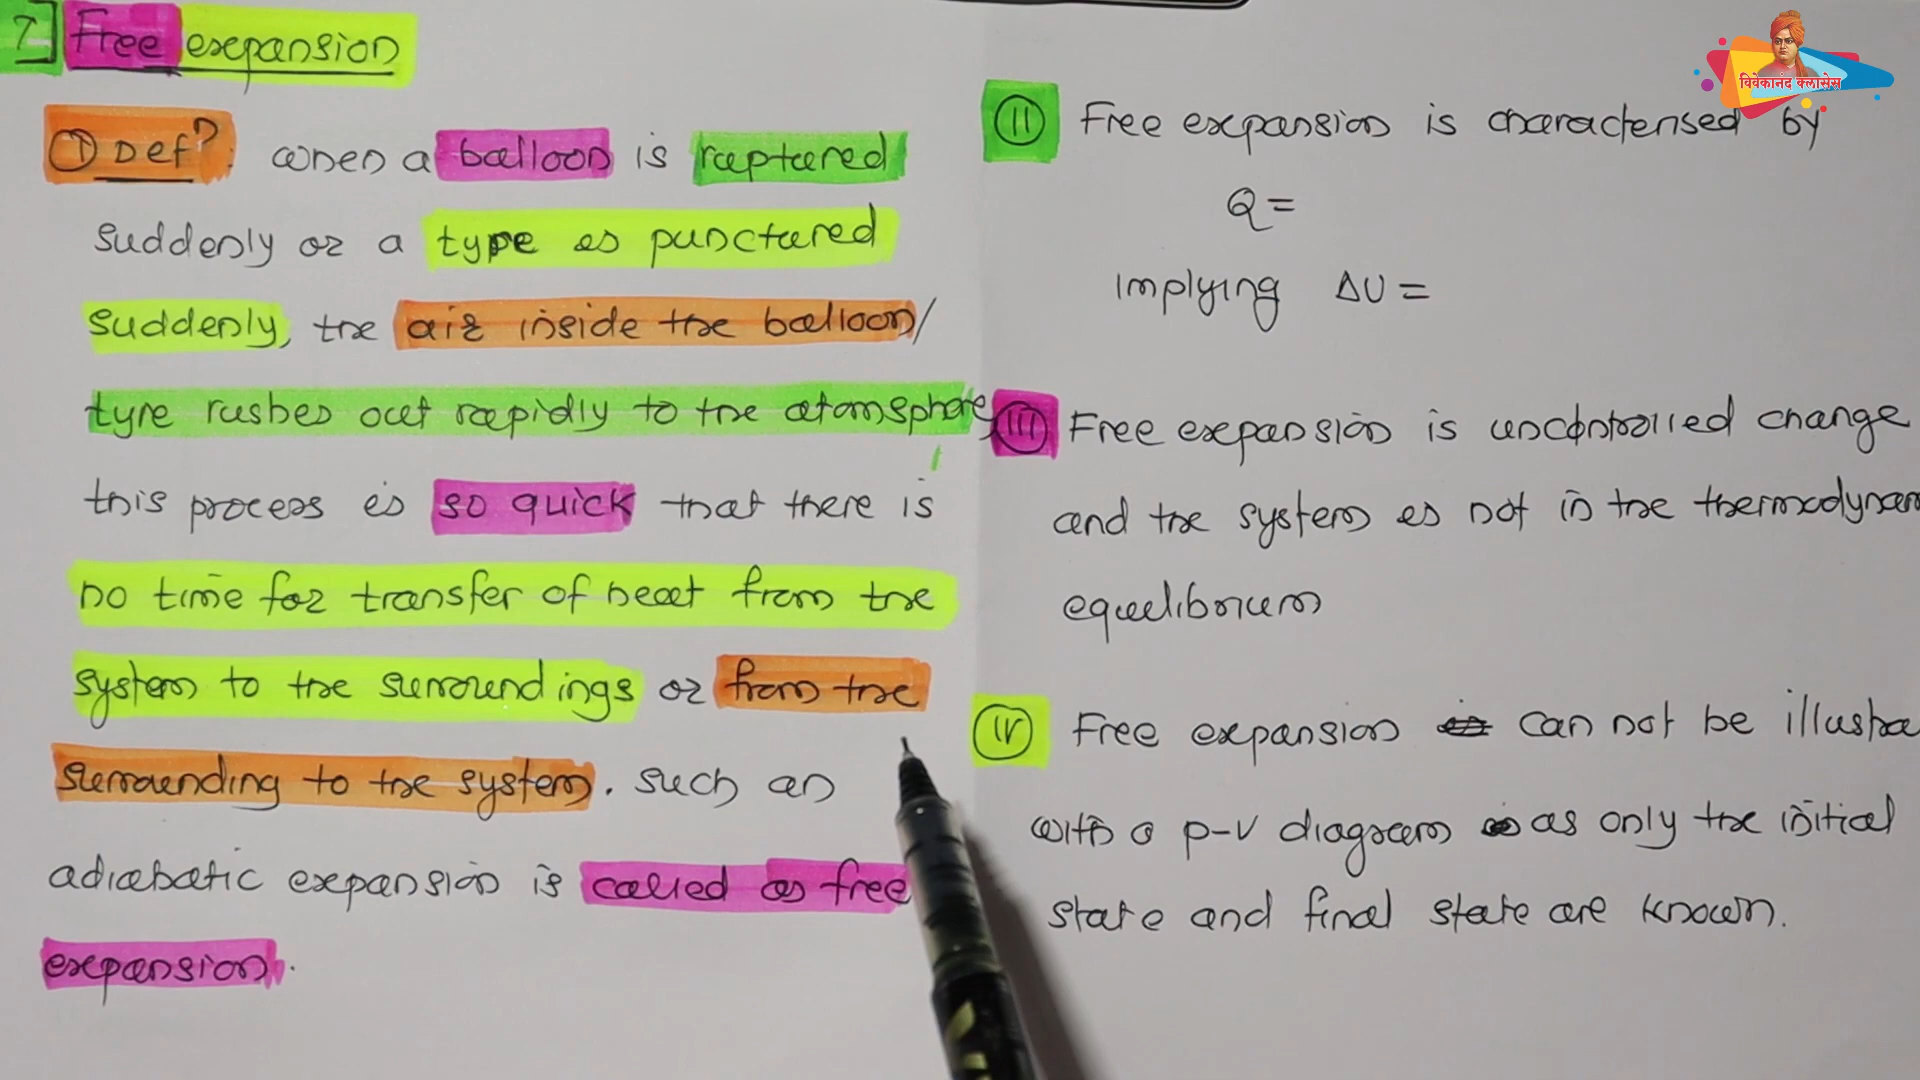 7] Free expansion
① Defⁿ: when a balloon is ruptured
suddenly or a type is punctured
suddenly, the air inside the balloon/
tyre rushes out rapidly to the atomsphere,
this process is so quick that there is
no time for transfer of heat from the
system to the surroundings or from the
surrounding to the system. such an
adiabatic expansion is called as free
expansion.
विवेकानंद क्लासेस
II Free expansion is characterised by
Q =
Implying ΔU =
III Free expansion is uncontrolled change
and the system is not in the thermodynam
equilibrium
IV Free expansion can not be illustra
with a p-v diagram as only the initial
state and final state are known.